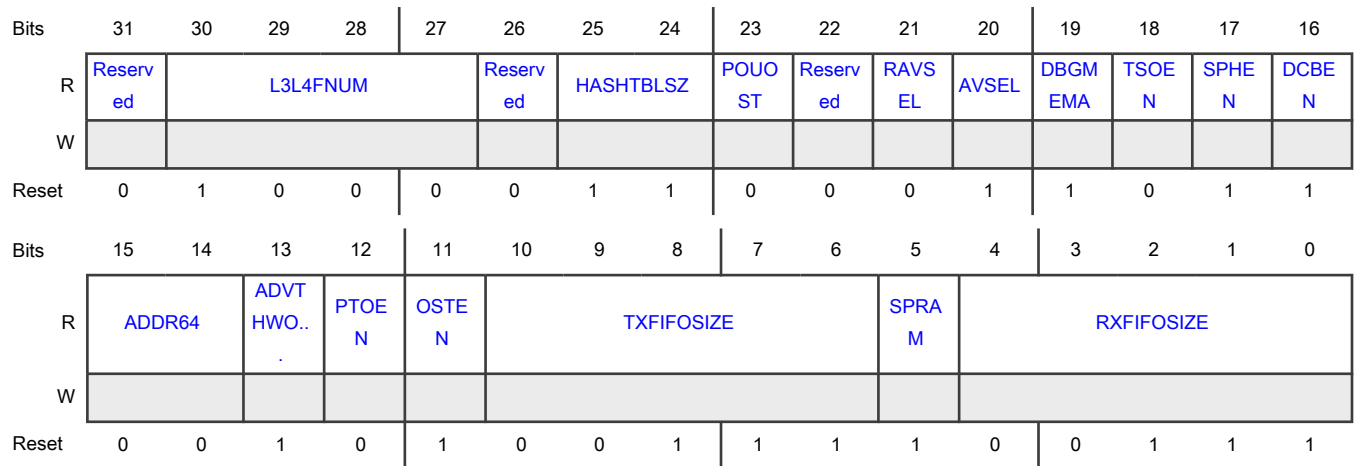 Bits 31 30 29 28 27 26 25 24 23 22 21 20 19 18 17 16
R Reserv L3L4FNUM Reserv HASHTBLSZ POUO Reserv RAVS AVSEL DBGM TSOE SPHE DCBE
ed ed ST ed EL EMA N N N
W
Reset 0 1 0 0 0 0 1 1 0 0 0 1 1 0 1 1
Bits 15 14 13 12 11 10 9 8 7 6 5 4 3 2 1 0
R ADDR64 ADVT PTOE OSTE TXFIFOSIZE SPRA RXFIFOSIZE
HWO.. N N M
.
W
Reset 0 0 1 0 1 0 0 1 1 1 1 0 0 1 1 1